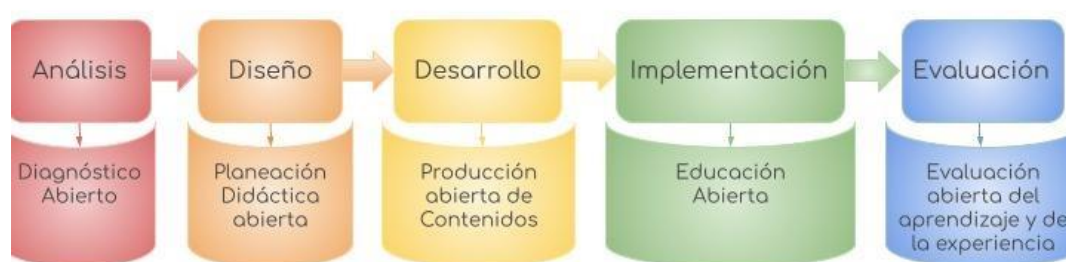 Análisis
Diseño
Desarrollo
Implementación
Evaluación
Diagnóstico
Abierto
Planeación
Didáctica
abierta
Producción
abierta de
Contenidos
Educación
Abierta
Evaluación
abierta del
aprendizaje y de
la experiencia